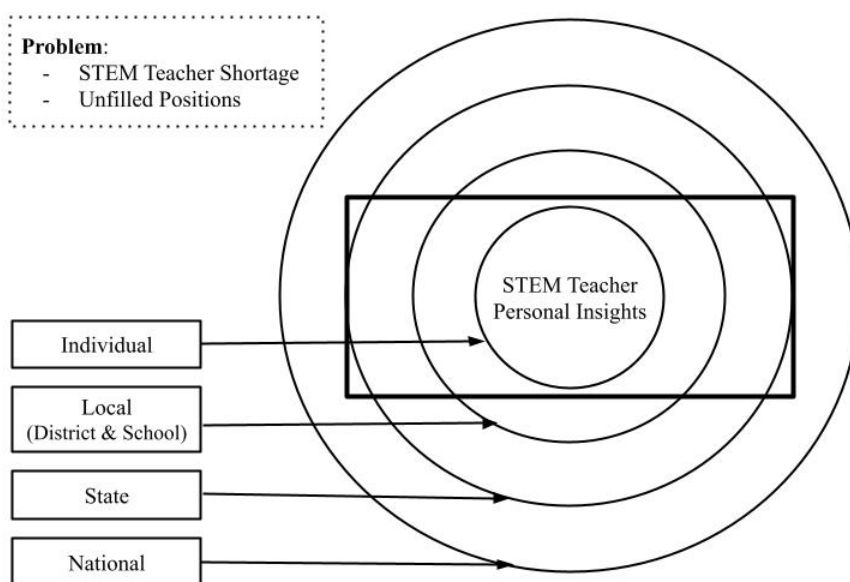 Problem:
- STEM Teacher Shortage
- Unfilled Positions
STEM Teacher
Personal Insights
Individual
Local
(District & School)
State
National